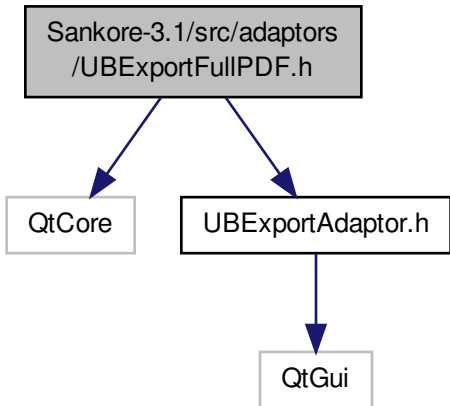 Sankore-3.1/src/adaptors
/UBExportFullPDF.h
QtCore
UBExportAdaptor.h
QtGui